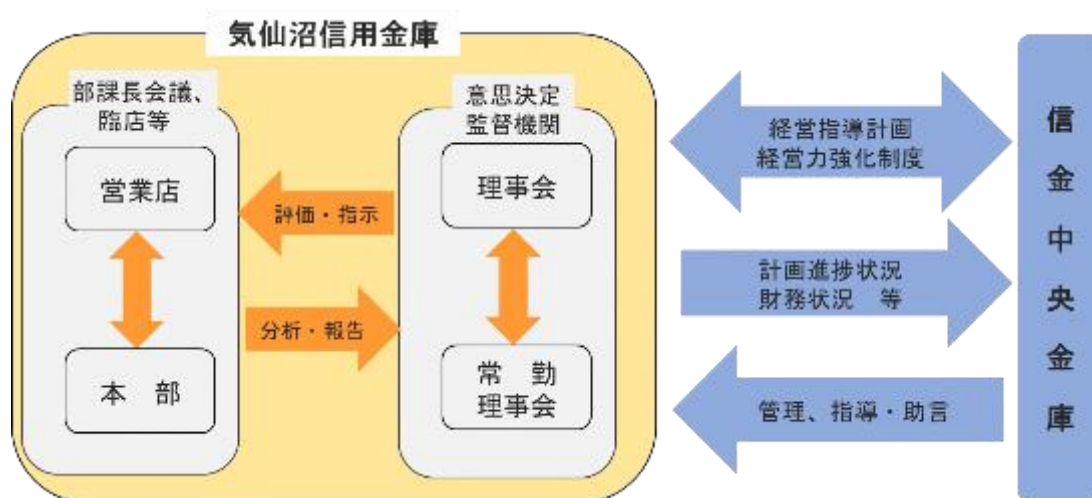 気仙沼信用金庫
部課長会議、
臨店等
営業店
本　部
評価・指示
分析・報告
意思決定
監督機関
理事会
常　勤
理事会
経営指導計画
経営力強化制度
計画進捗状況
財務状況　等
管理、指導・助言
信金中央金庫